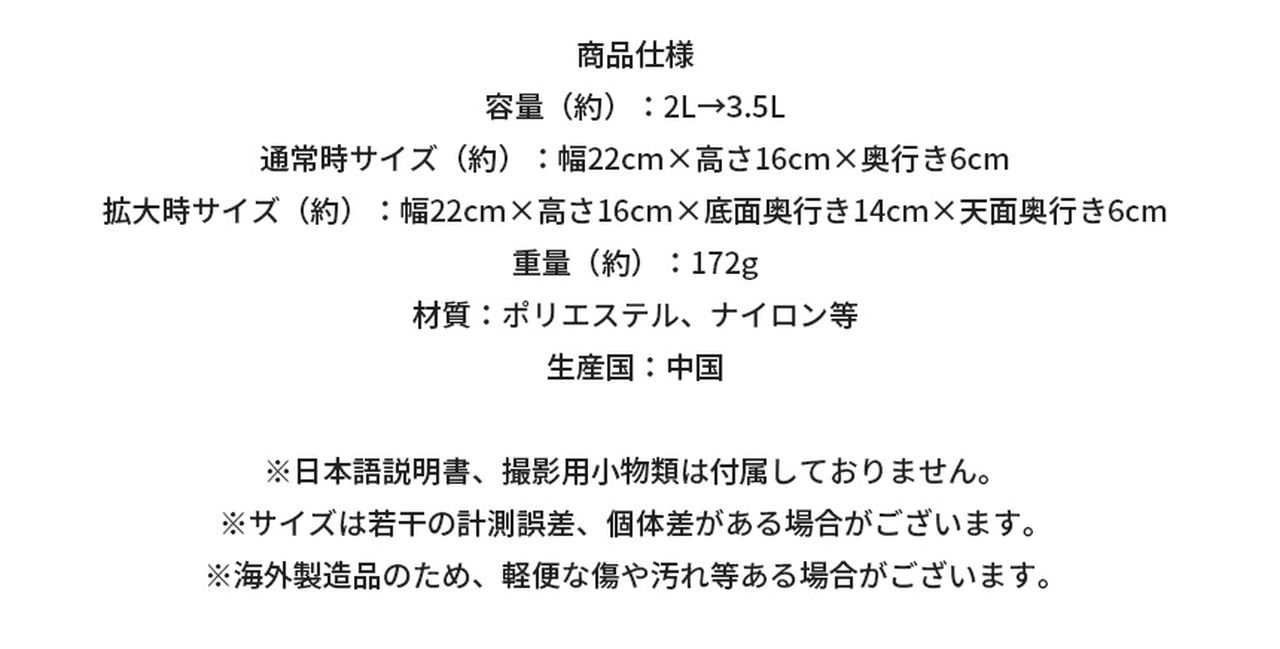 商品仕様
容量（約）：2L→3.5L
通常時サイズ（約）：幅22cm×高さ16cm×奥行き6cm
拡大時サイズ（約）：幅22cm×高さ16cm×底面奥行き14cm×天面奥行き6cm
重量（約）：172g
材質：ポリエステル、ナイロン等
生産国：中国
※日本語説明書、撮影用小物類は付属しておりません。
※サイズは若干の計測誤差、個体差がある場合がございます。
※海外製造品のため、軽便な傷や汚れ等ある場合がございます。